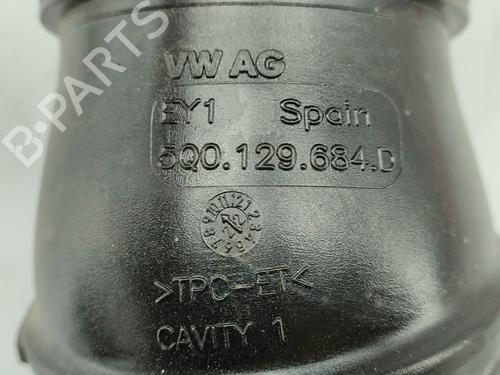 B-PARTS
VW AG
EY1 Spain
5Q0.129.684.D
>TPC-ET<
CAVITY 1